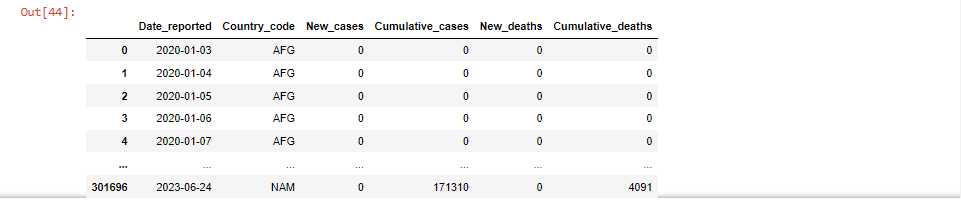 Out[44]:
Date_reported Country_code New_cases Cumulative_cases New_deaths Cumulative_deaths
0 2020-01-03 AFG 0 0 0 0
1 2020-01-04 AFG 0 0 0 0
2 2020-01-05 AFG 0 0 0 0
3 2020-01-06 AFG 0 0 0 0
4 2020-01-07 AFG 0 0 0 0
... ... ... ... ... ... ...
301696 2023-06-24 NAM 0 171310 0 4091